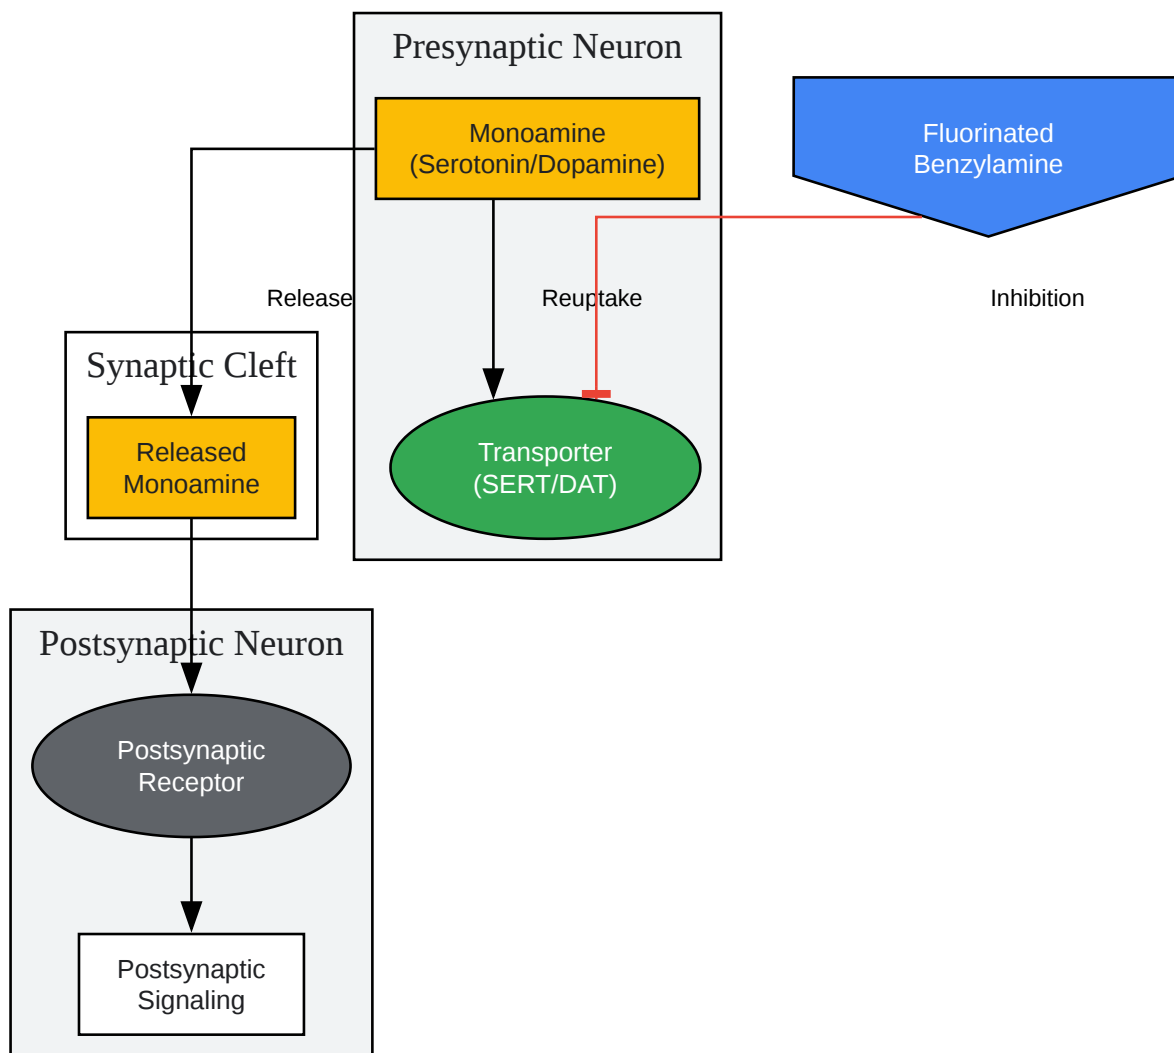 Presynaptic Neuron
Monoamine
(Serotonin/Dopamine)
Fluorinated
Benzylamine
Release
Reuptake
Inhibition
Synaptic Cleft
Released
Monoamine
Transporter
(SERT/DAT)
Postsynaptic Neuron
Postsynaptic
Receptor
Postsynaptic
Signaling